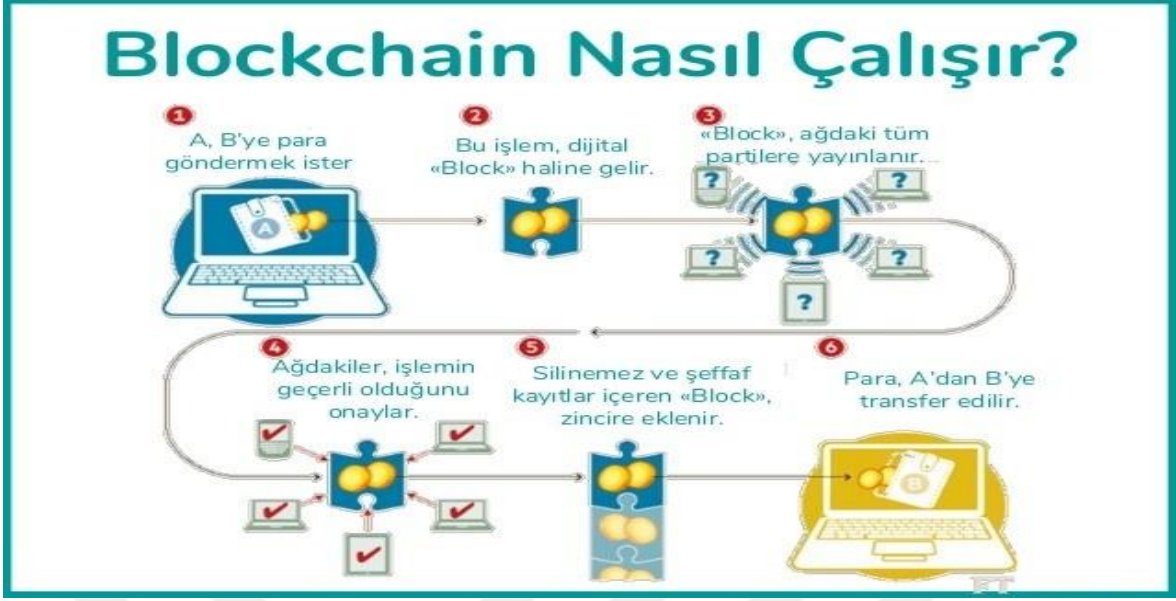 Blockchain Nasıl Çalışır?
1
A, B'ye para
göndermek ister
A
2
Bu işlem, dijital
«Block» haline gelir.
3
«Block», ağdaki tüm
partilere yayınlanır...
?
?
?
?
?
4
Ağdakiler, işlemin
geçerli olduğunu
onaylar.
5
Silinemez ve şeffaf
kayıtlar içeren «Block»,
zincire eklenir.
6
Para, A'dan B'ye
transfer edilir.
B
FT